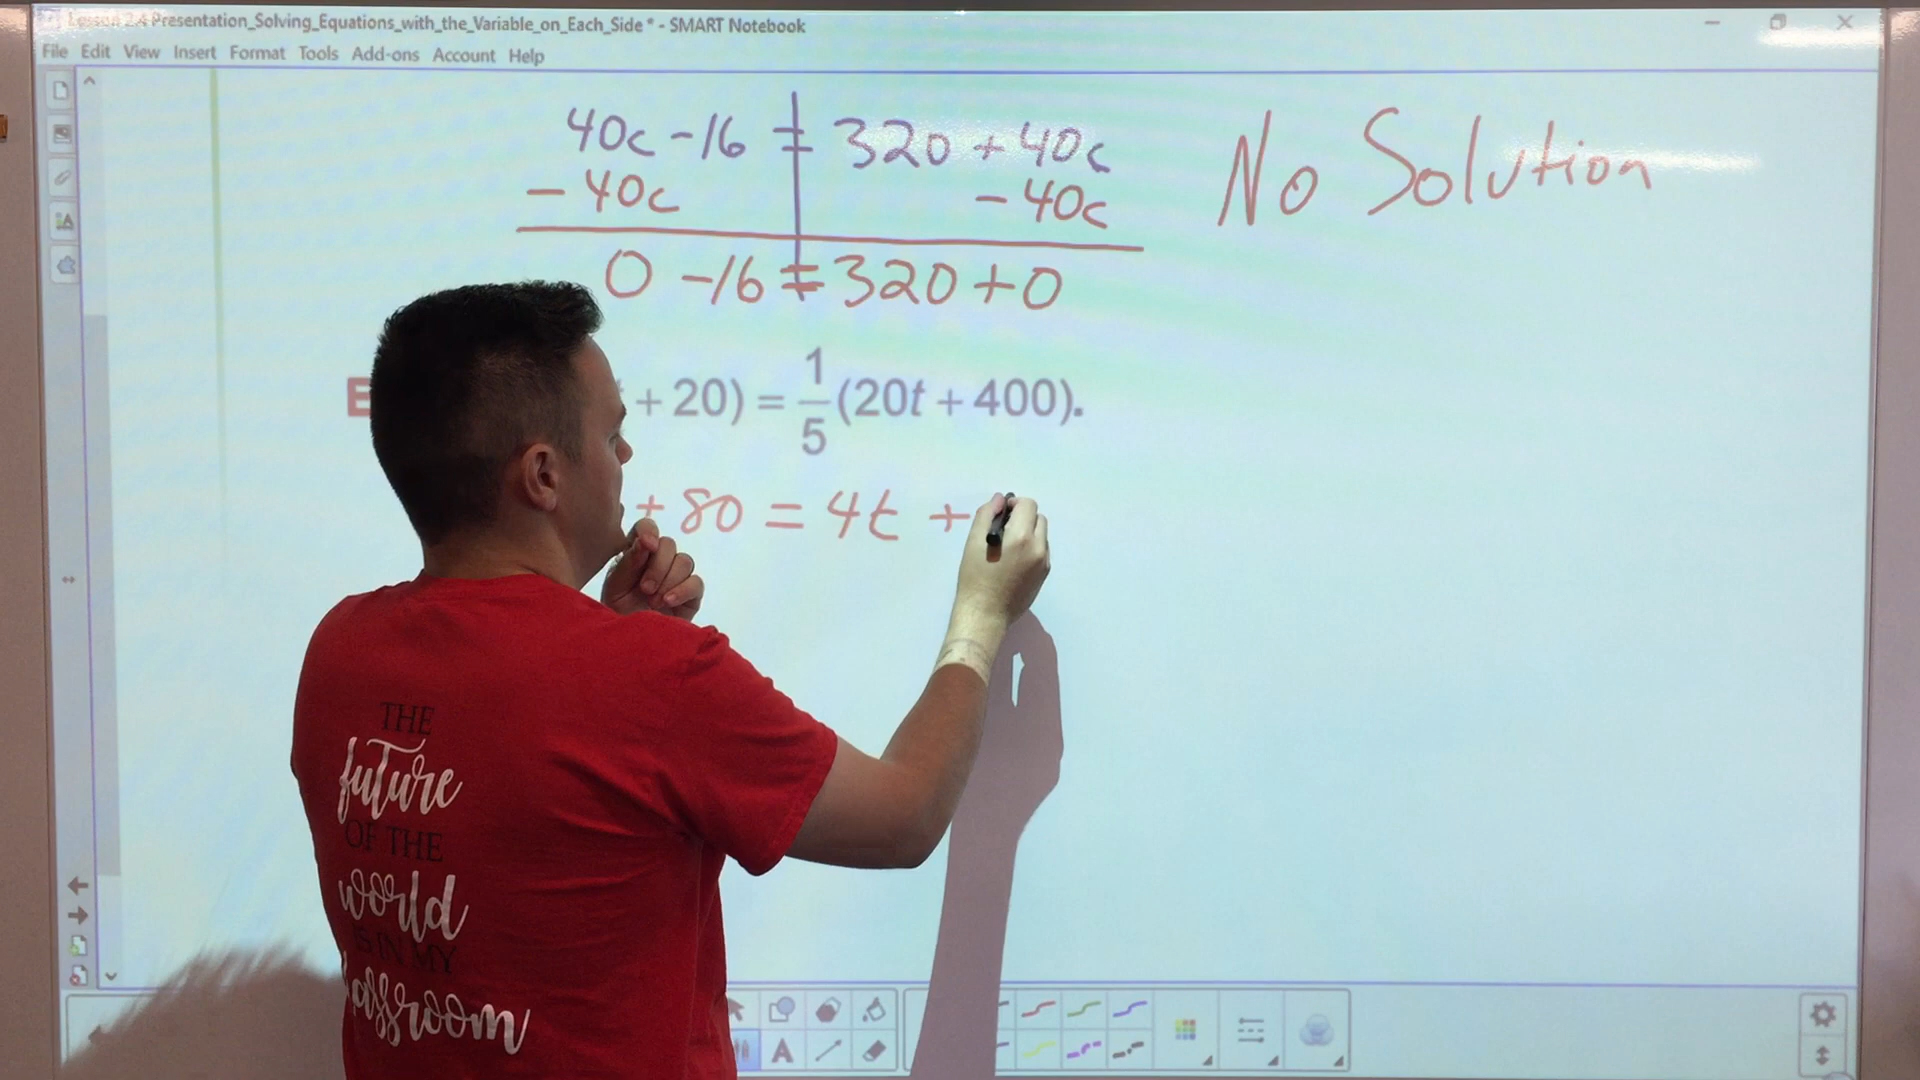 Lesson 2.4 Presentation_Solving_Equations_with_the_Variable_on_Each_Side * - SMART Notebook
File Edit View Insert Format Tools Add-ons Account Help
40c -16 = 320 + 40c
- 40c - 40c
0 -16 ≠ 320 + 0
No Solution
E + 20) = 1/5 (20t + 400).
+ 80 = 4t +
THE
future
OF THE
world
IS IN MY
classroom
A